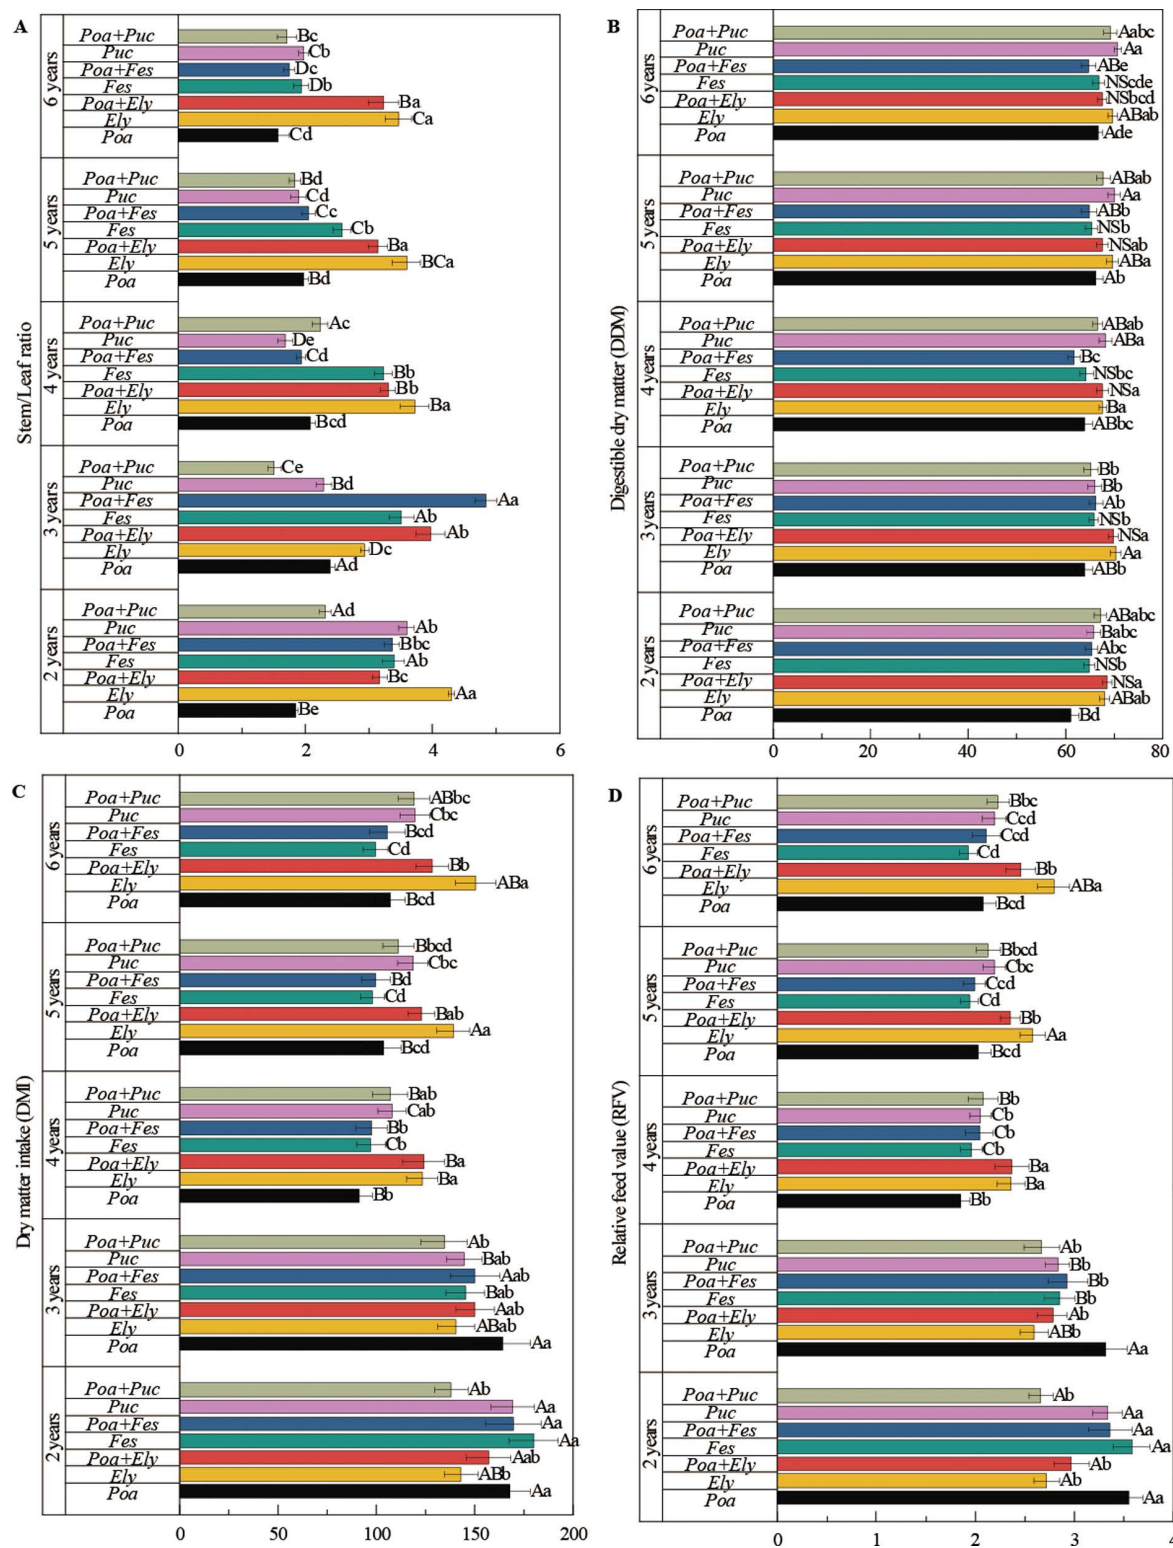 A
Stem/Leaf ratio
6 years
Poa+Puc Bc
Puc Cb
Poa+Fes Dc
Fes Db
Poa+Ely Ba
Ely Ca
Poa Cd
5 years
Poa+Puc Bd
Puc Cd
Poa+Fes Cc
Fes Cb
Poa+Ely Ba
Ely BCa
Poa Bd
4 years
Poa+Puc Ac
Puc De
Poa+Fes Cd
Fes Bb
Poa+Ely Bb
Ely Ba
Poa Bcd
3 years
Poa+Puc Ce
Puc Bd
Poa+Fes Aa
Fes Ab
Poa+Ely Ab
Ely Dc
Poa Ad
2 years
Poa+Puc Ad
Puc Ab
Poa+Fes Bbc
Fes Ab
Poa+Ely Bc
Ely Aa
Poa Be
0 2 4 6
B
Digestible dry matter (DDM)
6 years
Poa+Puc Aabc
Puc Aa
Poa+Fes ABe
Fes NScde
Poa+Ely NSbcd
Ely ABab
Poa Ade
5 years
Poa+Puc ABab
Puc Aa
Poa+Fes ABb
Fes NSb
Poa+Ely NSab
Ely ABa
Poa Ab
4 years
Poa+Puc ABab
Puc ABa
Poa+Fes Bc
Fes NSbc
Poa+Ely NSa
Ely Ba
Poa ABbc
3 years
Poa+Puc Bb
Puc Bb
Poa+Fes Ab
Fes NSb
Poa+Ely NSa
Ely Aa
Poa ABb
2 years
Poa+Puc ABabc
Puc Babc
Poa+Fes Abc
Fes NSb
Poa+Ely NSa
Ely ABab
Poa Bd
0 20 40 60 80
C
Dry matter intake (DMI)
6 years
Poa+Puc ABbc
Puc Cbc
Poa+Fes Bcd
Fes Cd
Poa+Ely Bb
Ely ABa
Poa Bcd
5 years
Poa+Puc Bbcd
Puc Cbc
Poa+Fes Bd
Fes Cd
Poa+Ely Bab
Ely Aa
Poa Bcd
4 years
Poa+Puc Bab
Puc Cab
Poa+Fes Bb
Fes Cb
Poa+Ely Ba
Ely Ba
Poa Bb
3 years
Poa+Puc Ab
Puc Bab
Poa+Fes Aab
Fes Bab
Poa+Ely Aab
Ely ABab
Poa Aa
2 years
Poa+Puc Ab
Puc Aa
Poa+Fes Aa
Fes Aa
Poa+Ely Aab
Ely ABb
Poa Aa
0 50 100 150 200
D
Relative feed value (RFV)
6 years
Poa+Puc Bbc
Puc Ccd
Poa+Fes Ccd
Fes Cd
Poa+Ely Bb
Ely ABa
Poa Bcd
5 years
Poa+Puc Bbcd
Puc Cbc
Poa+Fes Ccd
Fes Cd
Poa+Ely Bb
Ely Aa
Poa Bcd
4 years
Poa+Puc Bb
Puc Cb
Poa+Fes Cb
Fes Cb
Poa+Ely Ba
Ely Ba
Poa Bb
3 years
Poa+Puc Ab
Puc Bb
Poa+Fes Bb
Fes Bb
Poa+Ely Ab
Ely ABb
Poa Aa
2 years
Poa+Puc Ab
Puc Aa
Poa+Fes Aa
Fes Aa
Poa+Ely Ab
Ely Ab
Poa Aa
0 1 2 3 4